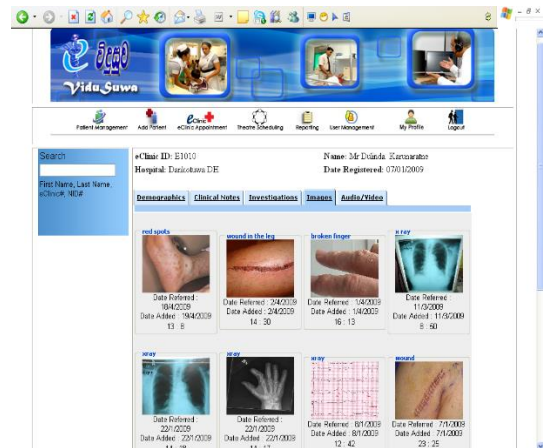 විදුසුව
ViduSuwa
Patient Management
Add Patient
eClinic
eClinic Appointment
Theatre Scheduling
Reporting
User Management
My Profile
Logout
Search
First Name, Last Name,
eClinic#, NID#
eClinic ID: E1010
Name: Mr Dulinda Karunaratne
Hospital: Dankotuwa DH
Date Registered: 07/01/2009
Demographics
Clinical Notes
Investigations
Images
Audio/Video
red spots
Date Referred :
18/4/2009
Date Added : 19/4/2009
13 : 8
wound in the leg
Date Referred : 2/4/2009
Date Added : 2/4/2009
14 : 30
broken finger
Date Referred : 1/4/2009
Date Added : 1/4/2009
16 : 13
x ray
Date Referred :
11/3/2009
Date Added : 11/3/2009
8 : 50
xray
Date Referred :
22/1/2009
Date Added : 22/1/2009
xray
Date Referred :
22/1/2009
Date Added : 22/1/2009
xray
Date Referred : 8/1/2009
Date Added : 8/1/2009
12 : 42
wound
Date Referred : 7/1/2009
Date Added : 7/1/2009
23 : 25